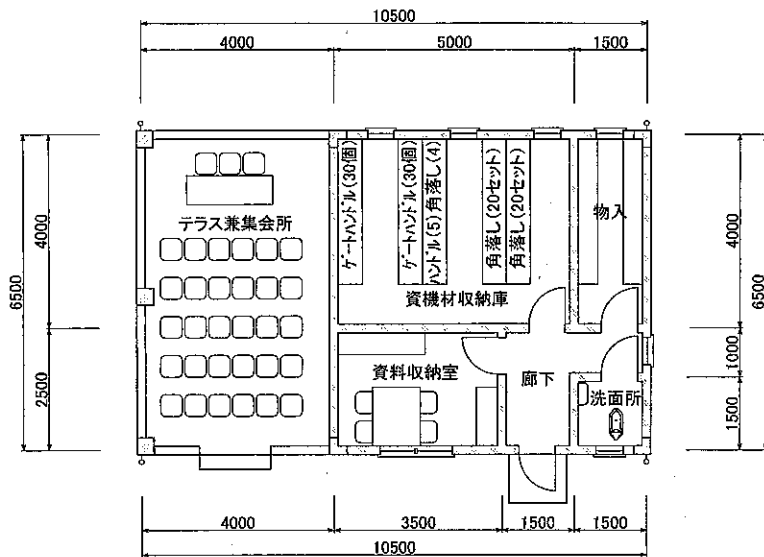 10500
4000
5000
1500
6500
4000
2500
テラス兼集会所
ゲートハンドル(30個)
ゲートハンドル(30個)
ハンドル(5)角落し(4)
角落し(20セット)
角落し(20セット)
物入
資機材収納庫
資料収納室
廊下
洗面所
4000
1000
1500
6500
4000
3500
1500
1500
10500